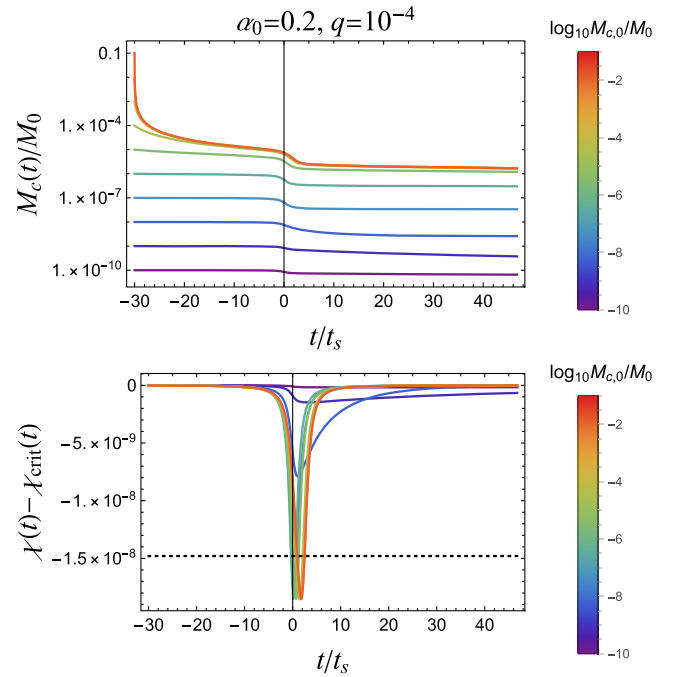 α₀=0.2, q=10⁻⁴
log₁₀M_{c,0}/M₀
M_c(t)/M₀
0.1
1.×10⁻⁴
1.×10⁻⁷
1.×10⁻¹⁰
−30 −20 −10 0 10 20 30 40
t/t_s
−2
−4
−6
−8
−10
log₁₀M_{c,0}/M₀
χ(t)−χ_crit(t)
0
−5.×10⁻⁹
−1.×10⁻⁸
−1.5×10⁻⁸
−30 −20 −10 0 10 20 30 40
t/t_s
−2
−4
−6
−8
−10